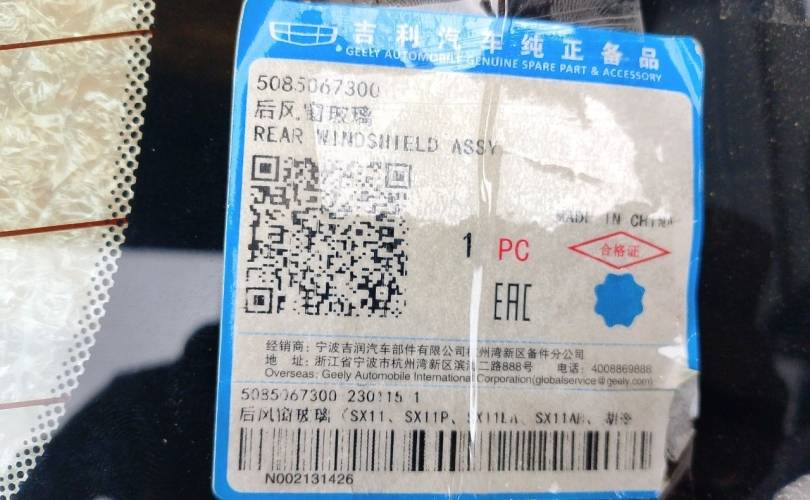 吉利汽车纯正备品
GEELY AUTOMOBILE GENUINE SPARE PART & ACCESSORY
5085067300
后风窗玻璃
REAR WINDSHIELD ASSY
MADE IN CHINA
1 PC
合格证
EAC
经销商：宁波吉润汽车部件有限公司杭州湾新区备件分公司
地 址：浙江省宁波市杭州湾新区滨海二路888号 电话：4008869888
Overseas: Geely Automobile International Corporation(globalservice@geely.com)
5085067300 230115 1
后风窗玻璃（SX11、SX11P、SX11LA、SX11AH、
N002131426